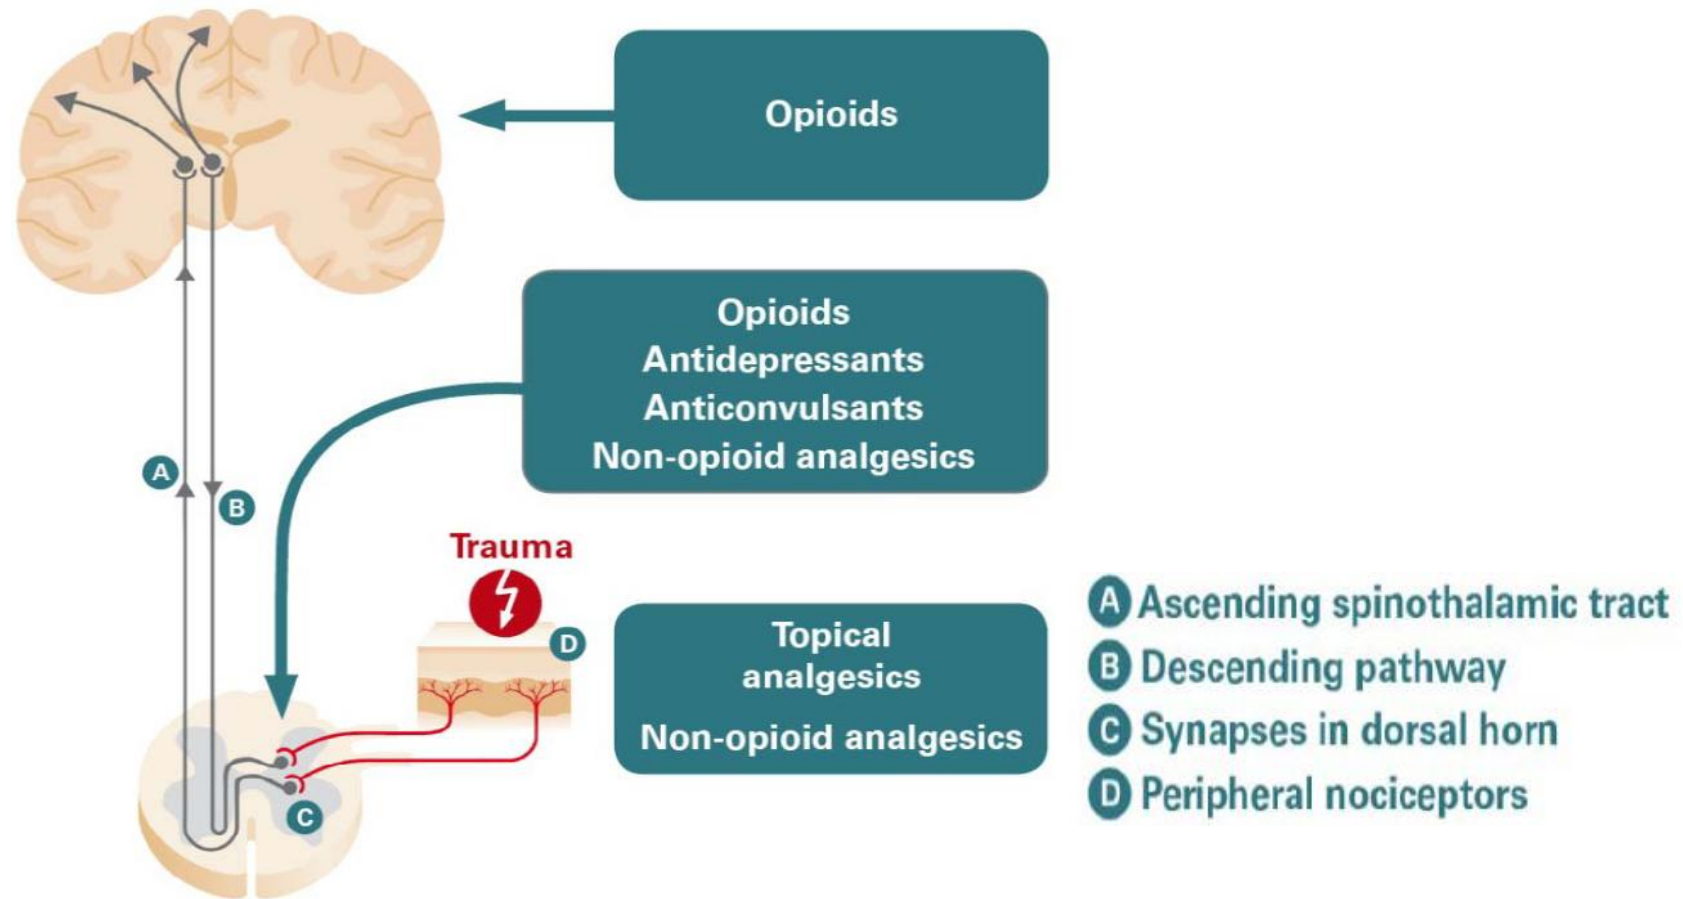 Opioids
Opioids
Antidepressants
Anticonvulsants
Non-opioid analgesics
A
B
Trauma
D
Topical
analgesics
Non-opioid analgesics
C
A Ascending spinothalamic tract
B Descending pathway
C Synapses in dorsal horn
D Peripheral nociceptors